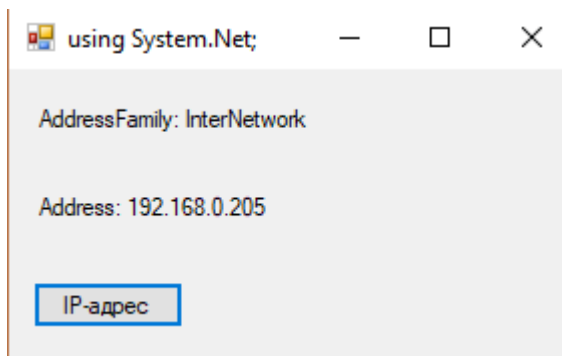 using System.Net;
AddressFamily: InterNetwork
Address: 192.168.0.205
IP-адрес